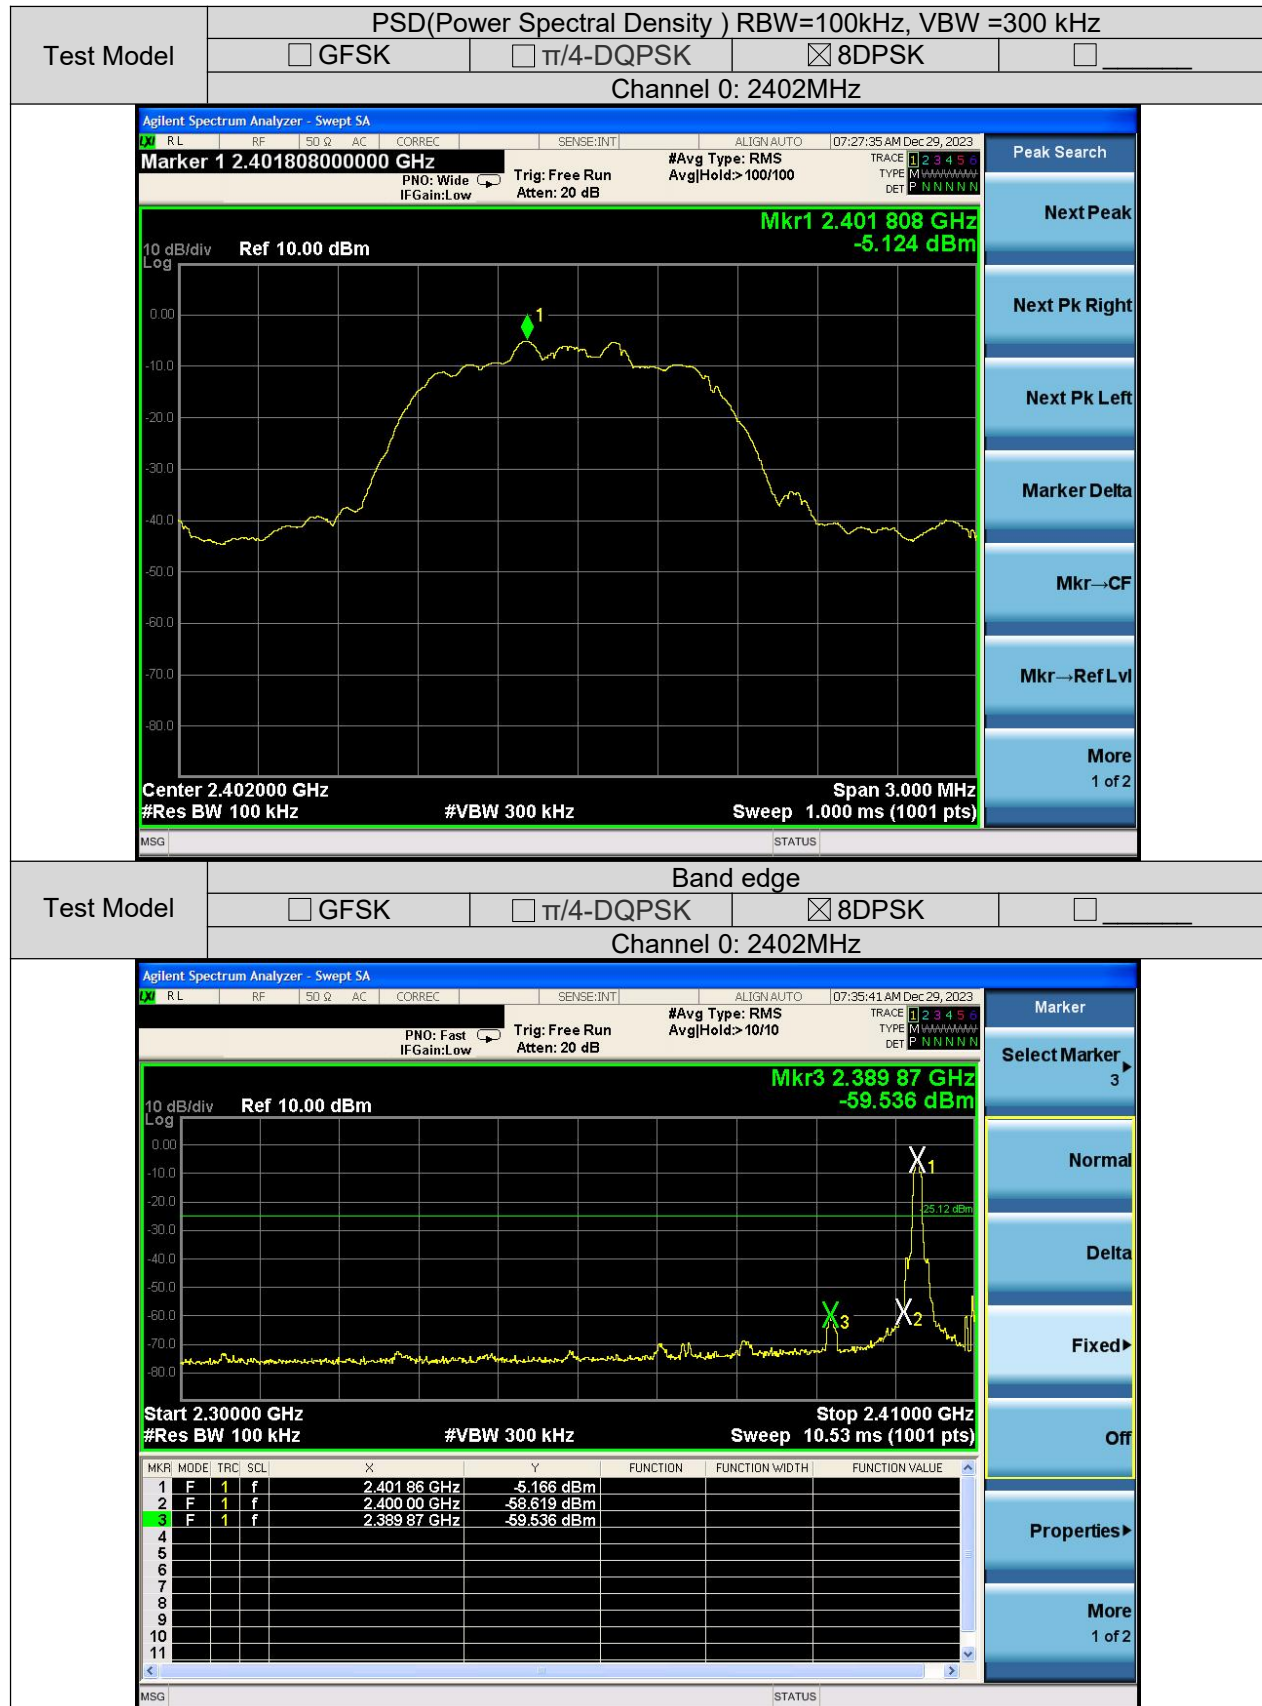 Test Model
PSD(Power Spectral Density ) RBW=100kHz, VBW =300 kHz
☐ GFSK ☐ π/4-DQPSK ☒ 8DPSK ☐ ______
Channel 0: 2402MHz
Agilent Spectrum Analyzer - Swept SA
LXI RL RF 50 Ω AC CORREC SENSE:INT ALIGNAUTO 07:27:35 AM Dec 29, 2023
Marker 1 2.401808000000 GHz
PNO: Wide
IFGain:Low
Trig: Free Run
Atten: 20 dB
#Avg Type: RMS
Avg|Hold:>100/100
TRACE 1 2 3 4 5 6
TYPE M
DET P N N N N N
Mkr1 2.401 808 GHz
-5.124 dBm
10 dB/div Ref 10.00 dBm
Log
0.00
-10.0
-20.0
-30.0
-40.0
-50.0
-60.0
-70.0
-80.0
1
Center 2.402000 GHz Span 3.000 MHz
#Res BW 100 kHz #VBW 300 kHz Sweep 1.000 ms (1001 pts)
MSG STATUS
Peak Search
Next Peak
Next Pk Right
Next Pk Left
Marker Delta
Mkr→CF
Mkr→Ref Lvl
More
1 of 2
Test Model
Band edge
☐ GFSK ☐ π/4-DQPSK ☒ 8DPSK ☐ ______
Channel 0: 2402MHz
Agilent Spectrum Analyzer - Swept SA
LXI RL RF 50 Ω AC CORREC SENSE:INT ALIGNAUTO 07:35:41 AM Dec 29, 2023
PNO: Fast
IFGain:Low
Trig: Free Run
Atten: 20 dB
#Avg Type: RMS
Avg|Hold:>10/10
TRACE 1 2 3 4 5 6
TYPE M
DET P N N N N N
Mkr3 2.389 87 GHz
-59.536 dBm
10 dB/div Ref 10.00 dBm
Log
0.00
-10.0
-20.0
-30.0
-40.0
-50.0
-60.0
-70.0
-80.0
1
-25.12 dBm
3
2
Start 2.30000 GHz Stop 2.41000 GHz
#Res BW 100 kHz #VBW 300 kHz Sweep 10.53 ms (1001 pts)
MKR MODE TRC SCL X Y FUNCTION FUNCTION WIDTH FUNCTION VALUE
1 F 1 f 2.401 86 GHz -5.166 dBm
2 F 1 f 2.400 00 GHz -58.619 dBm
3 F 1 f 2.389 87 GHz -59.536 dBm
4
5
6
7
8
9
10
11
MSG STATUS
Marker
Select Marker
3
Normal
Delta
Fixed
Off
Properties
More
1 of 2